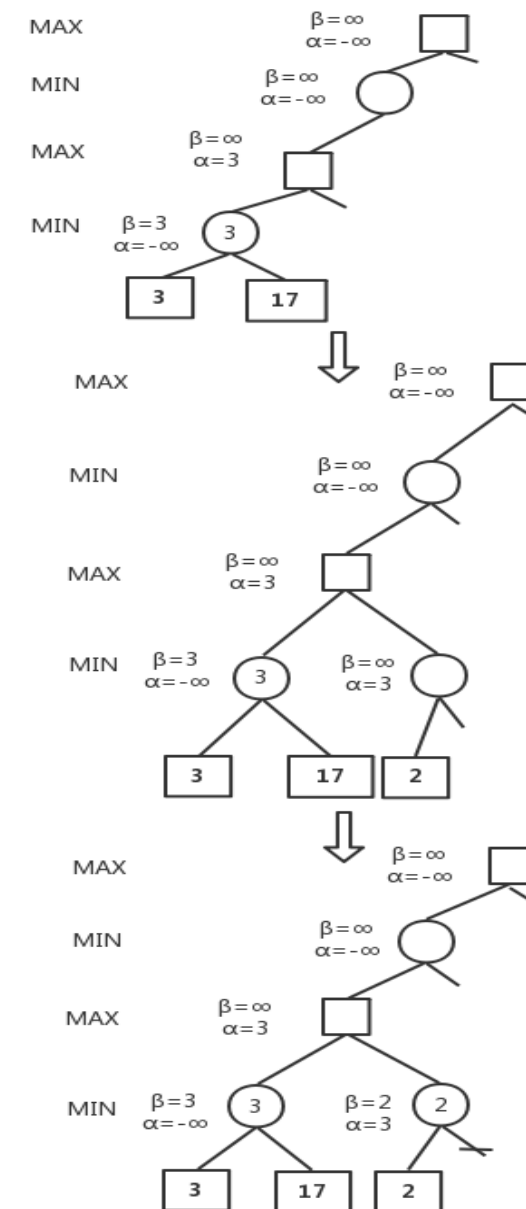 MAX β=∞
α=-∞
MIN β=∞
α=-∞
MAX β=∞
α=3
MIN β=3
α=-∞ 3
3 17
MAX β=∞
α=-∞
MIN β=∞
α=-∞
MAX β=∞
α=3
MIN β=3 3 β=∞
α=-∞ α=3
3 17 2
MAX β=∞
α=-∞
MIN β=∞
α=-∞
MAX β=∞
α=3
MIN β=3 3 β=2 2
α=-∞ α=3
3 17 2